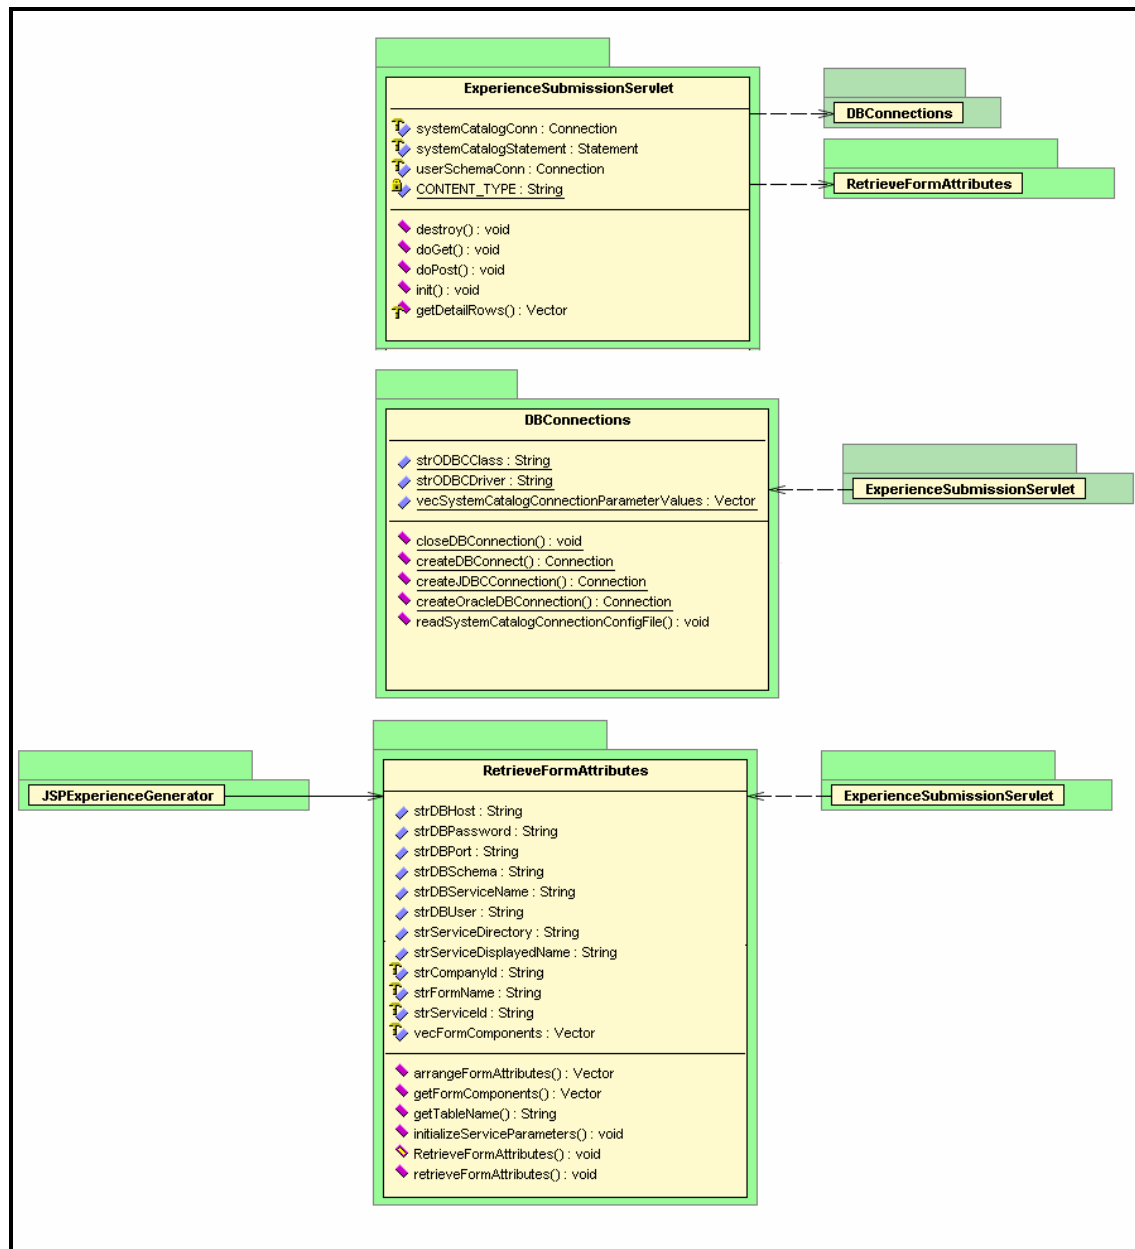 ExperienceSubmissionServlet
systemCatalogConn : Connection
systemCatalogStatement : Statement
userSchemaConn : Connection
CONTENT_TYPE : String
destroy() : void
doGet() : void
doPost() : void
init() : void
getDetailRows() : Vector
DBConnections
RetrieveFormAttributes
DBConnections
strODBCClass : String
strODBCDriver : String
vecSystemCatalogConnectionParameterValues : Vector
closeDBConnection() : void
createDBConnect() : Connection
createJDBCConnection() : Connection
createOracleDBConnection() : Connection
readSystemCatalogConnectionConfigFile() : void
ExperienceSubmissionServlet
JSPExperienceGenerator
RetrieveFormAttributes
strDBHost : String
strDBPassword : String
strDBPort : String
strDBSchema : String
strDBServiceName : String
strDBUser : String
strServiceDirectory : String
strServiceDisplayedName : String
strCompanyId : String
strFormName : String
strServiceId : String
vecFormComponents : Vector
arrangeFormAttributes() : Vector
getFormComponents() : Vector
getTableName() : String
initializeServiceParameters() : void
RetrieveFormAttributes() : void
retrieveFormAttributes() : void
ExperienceSubmissionServlet